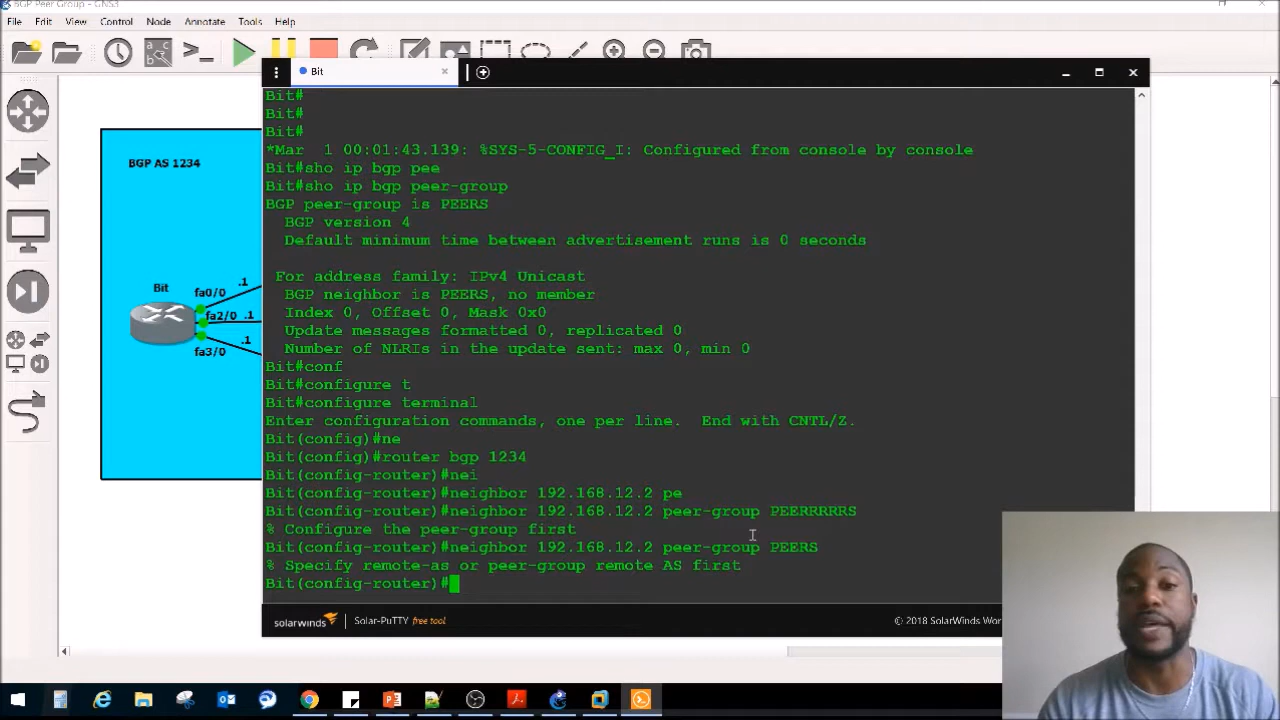 BGP Peer Group - GNS3
File Edit View Control Node Annotate Tools Help
Bit
BGP AS 1234
Bit
fa0/0
.1
fa2/0
.1
fa3/0
.1
Bit#
Bit#
Bit#
*Mar  1 00:01:43.139: %SYS-5-CONFIG_I: Configured from console by console
Bit#sho ip bgp pee
Bit#sho ip bgp peer-group
BGP peer-group is PEERS
BGP version 4
Default minimum time between advertisement runs is 0 seconds
For address family: IPv4 Unicast
BGP neighbor is PEERS, no member
Index 0, Offset 0, Mask 0x0
Update messages formatted 0, replicated 0
Number of NLRIs in the update sent: max 0, min 0
Bit#conf
Bit#configure t
Bit#configure terminal
Enter configuration commands, one per line.  End with CNTL/Z.
Bit(config)#ne
Bit(config)#router bgp 1234
Bit(config-router)#nei
Bit(config-router)#neighbor 192.168.12.2 pe
Bit(config-router)#neighbor 192.168.12.2 peer-group PEERRRRRS
% Configure the peer-group first
Bit(config-router)#neighbor 192.168.12.2 peer-group PEERS
% Specify remote-as or peer-group remote AS first
Bit(config-router)#
solarwinds Solar-PuTTY free tool
© 2018 SolarWinds Wor